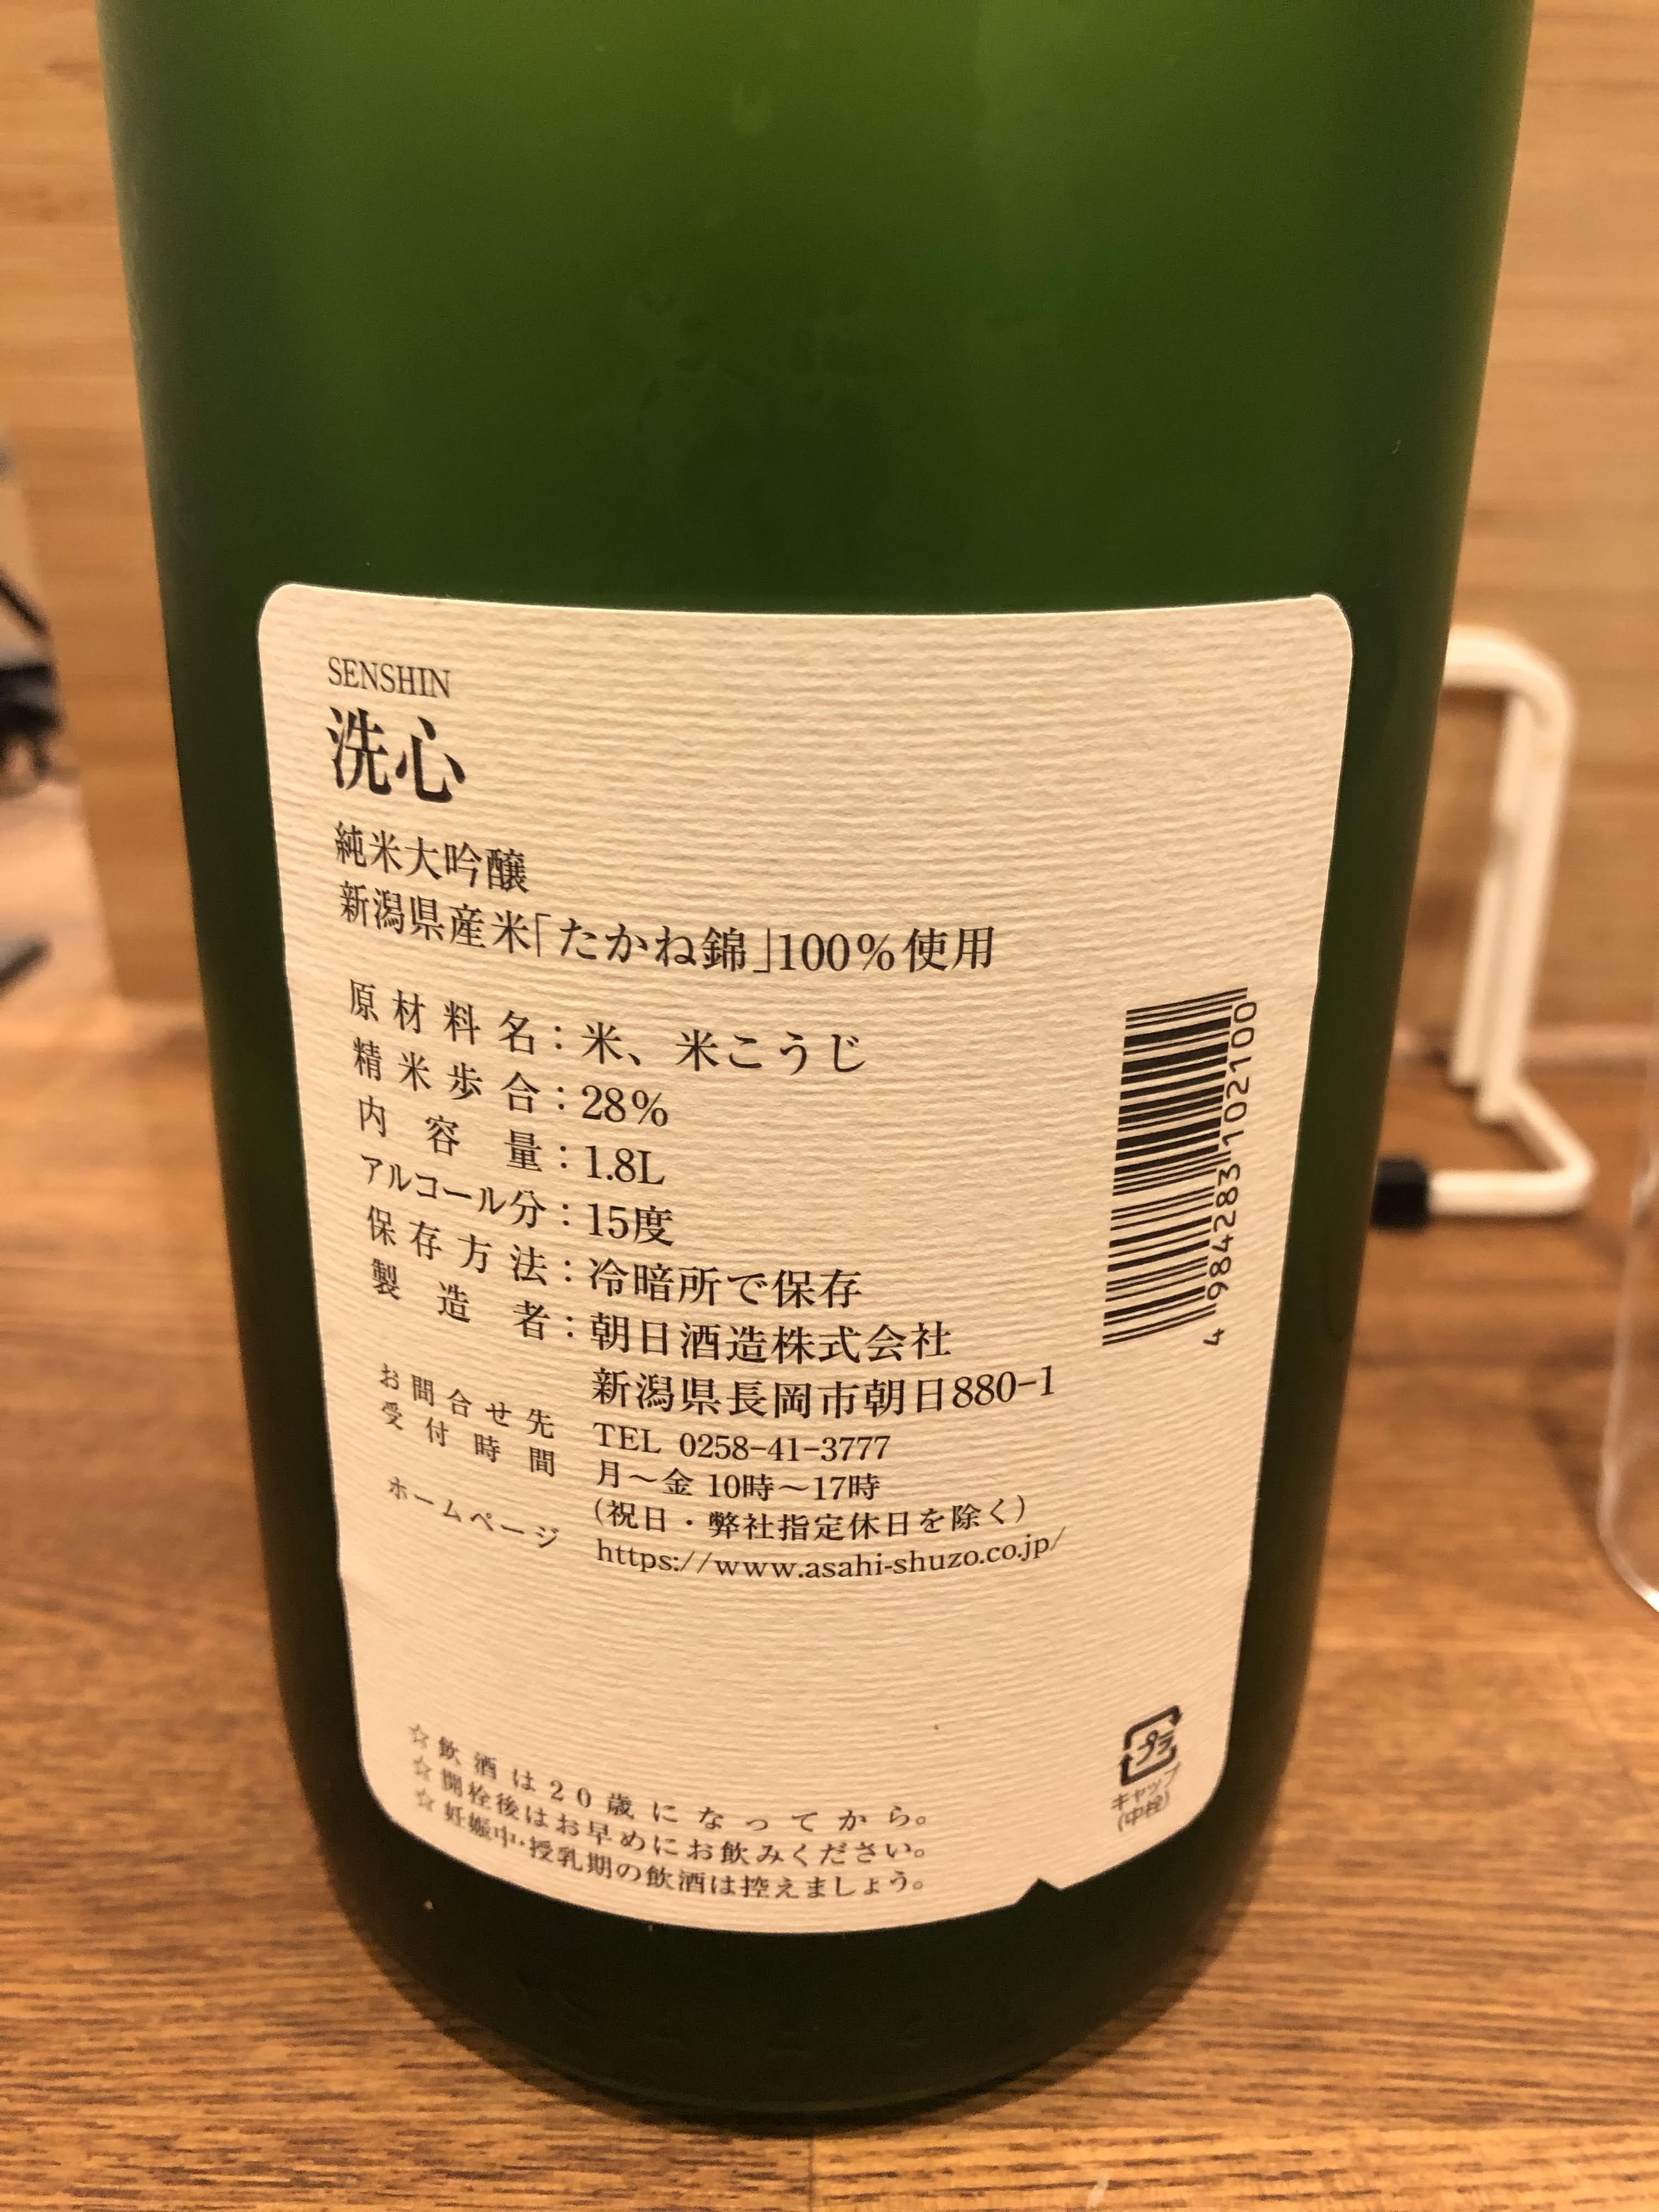 SENSHIN
洗心
純米大吟醸
新潟県産米「たかね錦」100%使用
原材料名:米、米こうじ
精米歩合:28%
内容量:1.8L
アルコール分:15度
保存方法:冷暗所で保存
製造者:朝日酒造株式会社
新潟県長岡市朝日880-1
お問合せ先 TEL 0258-41-3777
受付時間 月〜金 10時〜17時
(祝日・弊社指定休日を除く)
ホームページ https://www.asahi-shuzo.co.jp/
4 984283 102100
☆飲酒は20歳になってから。
☆開栓後はお早めにお飲みください。
☆妊娠中・授乳期の飲酒は控えましょう。
プラ
キャップ
(中栓)